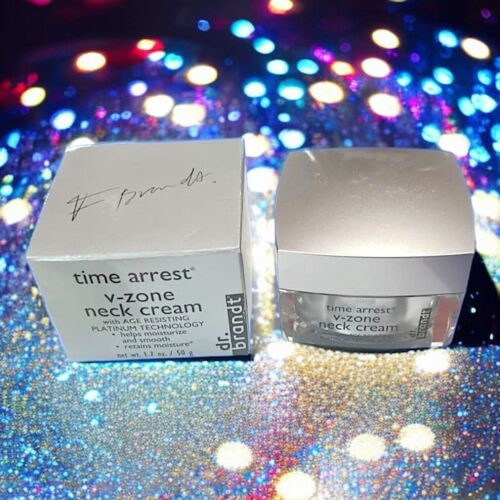 F Brands.
time arrest®
v-zone
neck cream
with AGE RESISTING
PLATINUM TECHNOLOGY
• helps moisturize
and smooth
• retains moisture*
net wt. 1.7 oz. / 50 g
dr.
brandt®
time arrest®
v-zone
neck cream
dr.
brandt